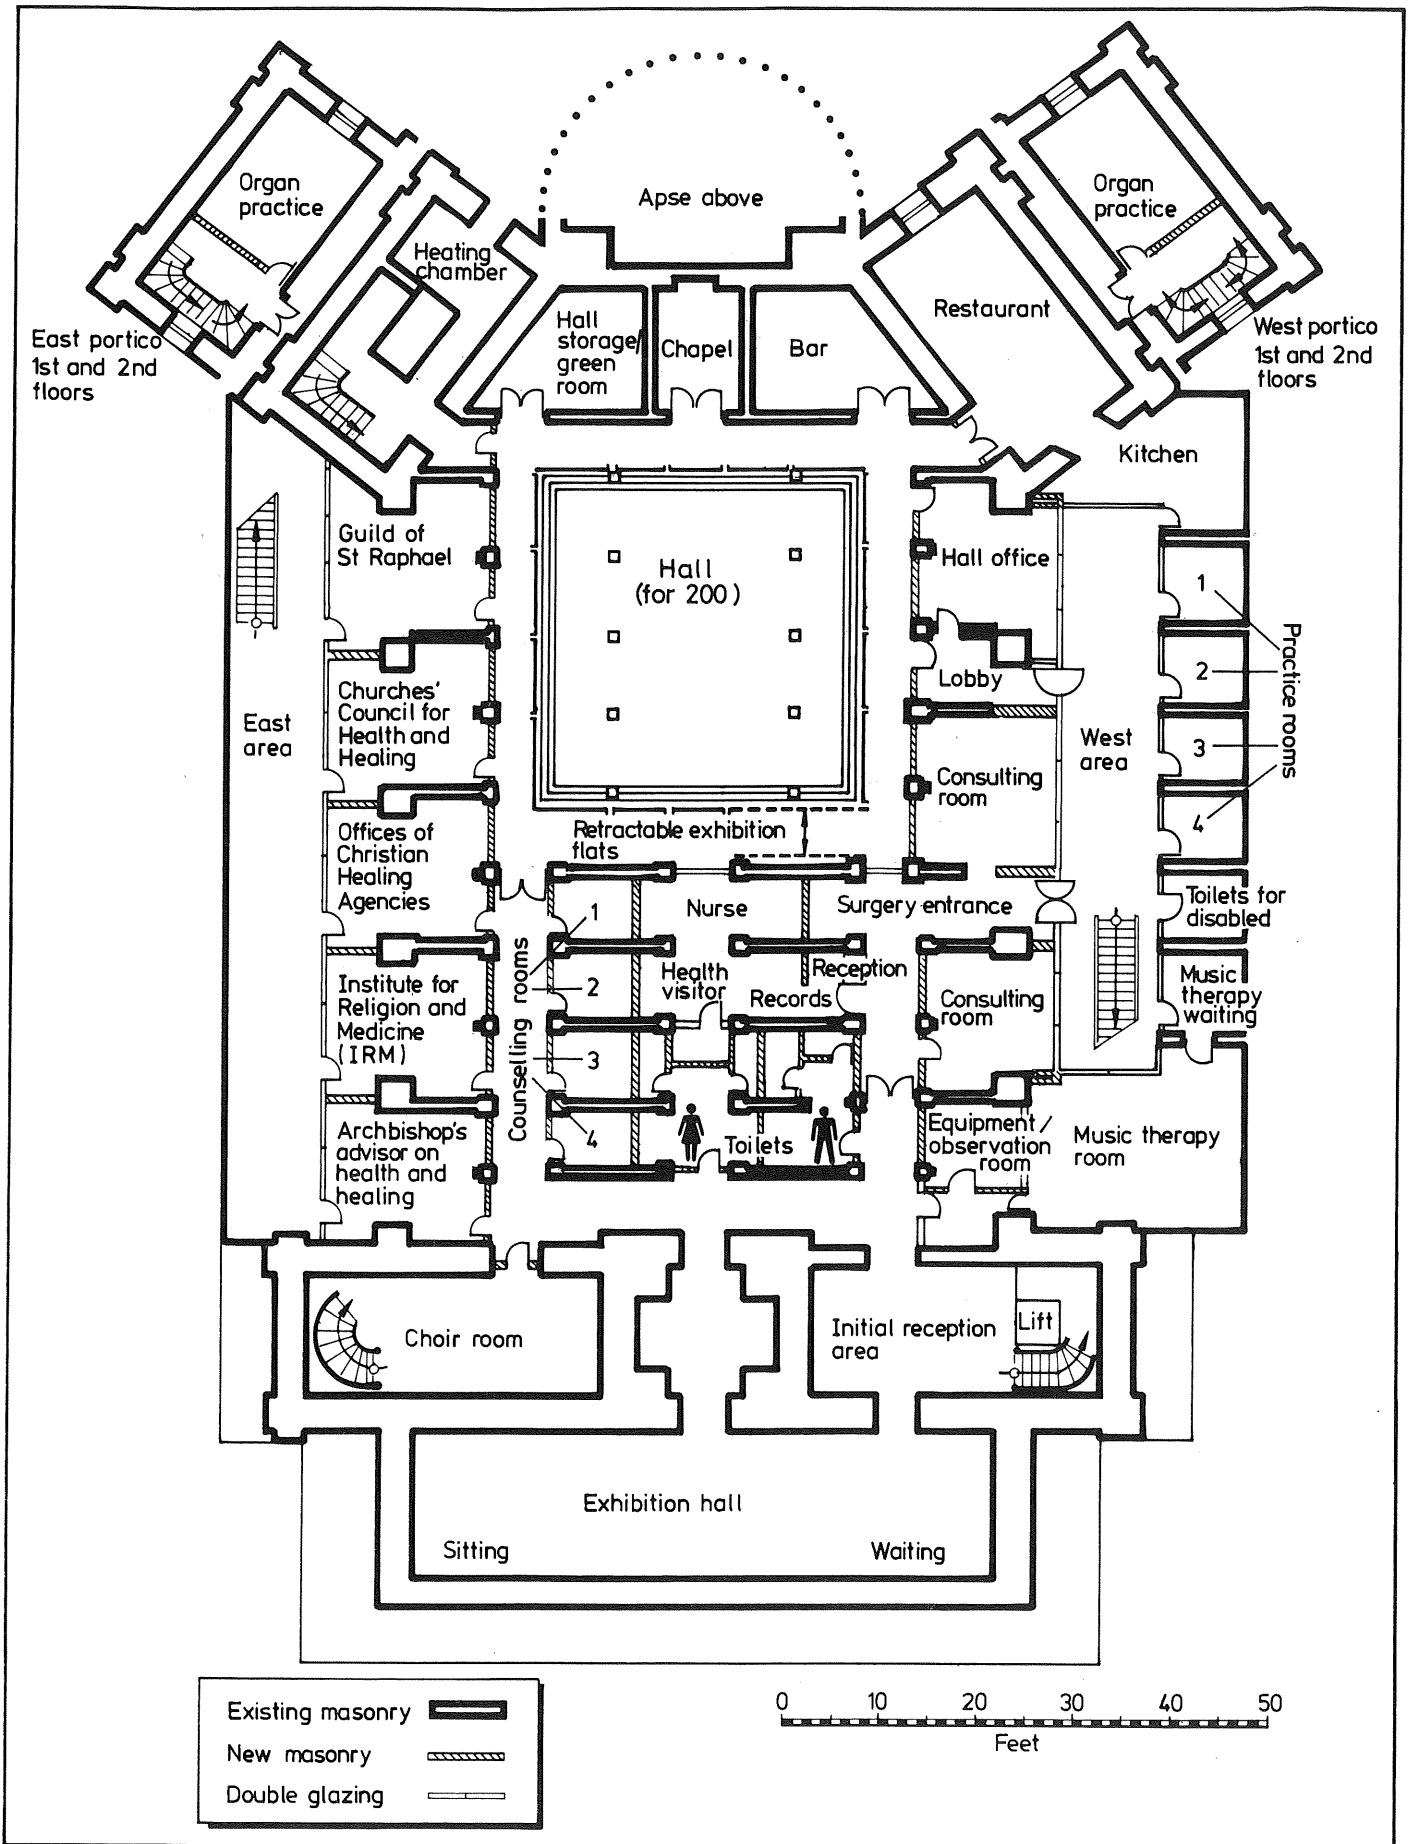 Organ
practice
Apse above
Organ
practice
Heating
chamber
East portico
1st and 2nd
floors
Hall
storage/
green
room
Chapel
Bar
Restaurant
West portico
1st and 2nd
floors
Kitchen
Guild of
St Raphael
Hall
(for 200)
Hall office
1
2
3
4
Practice rooms
Lobby
East
area
Churches'
Council for
Health and
Healing
West
area
Consulting
room
Retractable exhibition
flats
Offices of
Christian
Healing
Agencies
1
2
3
4
Counselling rooms
Nurse
Surgery entrance
Toilets for
disabled
Institute for
Religion and
Medicine
(IRM)
Health
visitor
Reception
Records
Consulting
room
Music
therapy
waiting
Archbishop's
advisor on
health and
healing
Toilets
Equipment/
observation
room
Music therapy
room
Choir room
Initial reception
area
Lift
Exhibition hall
Sitting
Waiting
Existing masonry
New masonry
Double glazing
0 10 20 30 40 50
Feet